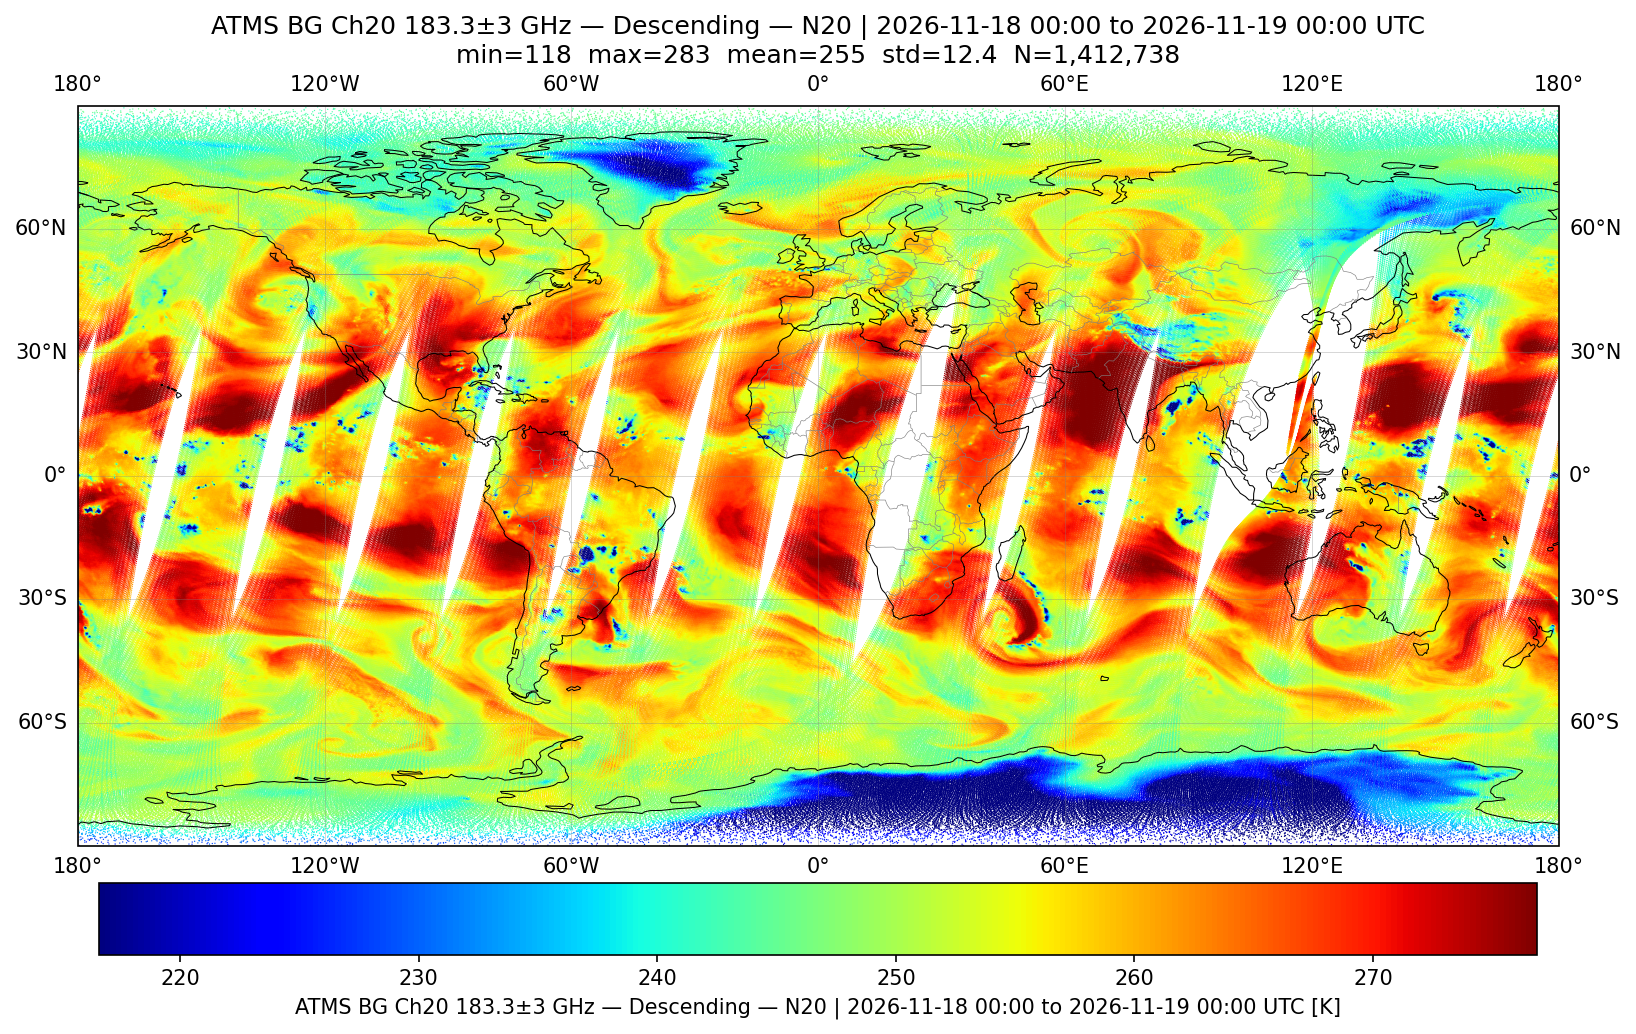 ATMS BG Ch20 183.3±3 GHz — Descending — N20 | 2026-11-18 00:00 to 2026-11-19 00:00 UTC
min=118 max=283 mean=255 std=12.4 N=1,412,738
180° 120°W 60°W 0° 60°E 120°E 180°
60°N 60°N
30°N 30°N
0° 0°
30°S 30°S
60°S 60°S
180° 120°W 60°W 0° 60°E 120°E 180°
220 230 240 250 260 270
ATMS BG Ch20 183.3±3 GHz — Descending — N20 | 2026-11-18 00:00 to 2026-11-19 00:00 UTC [K]